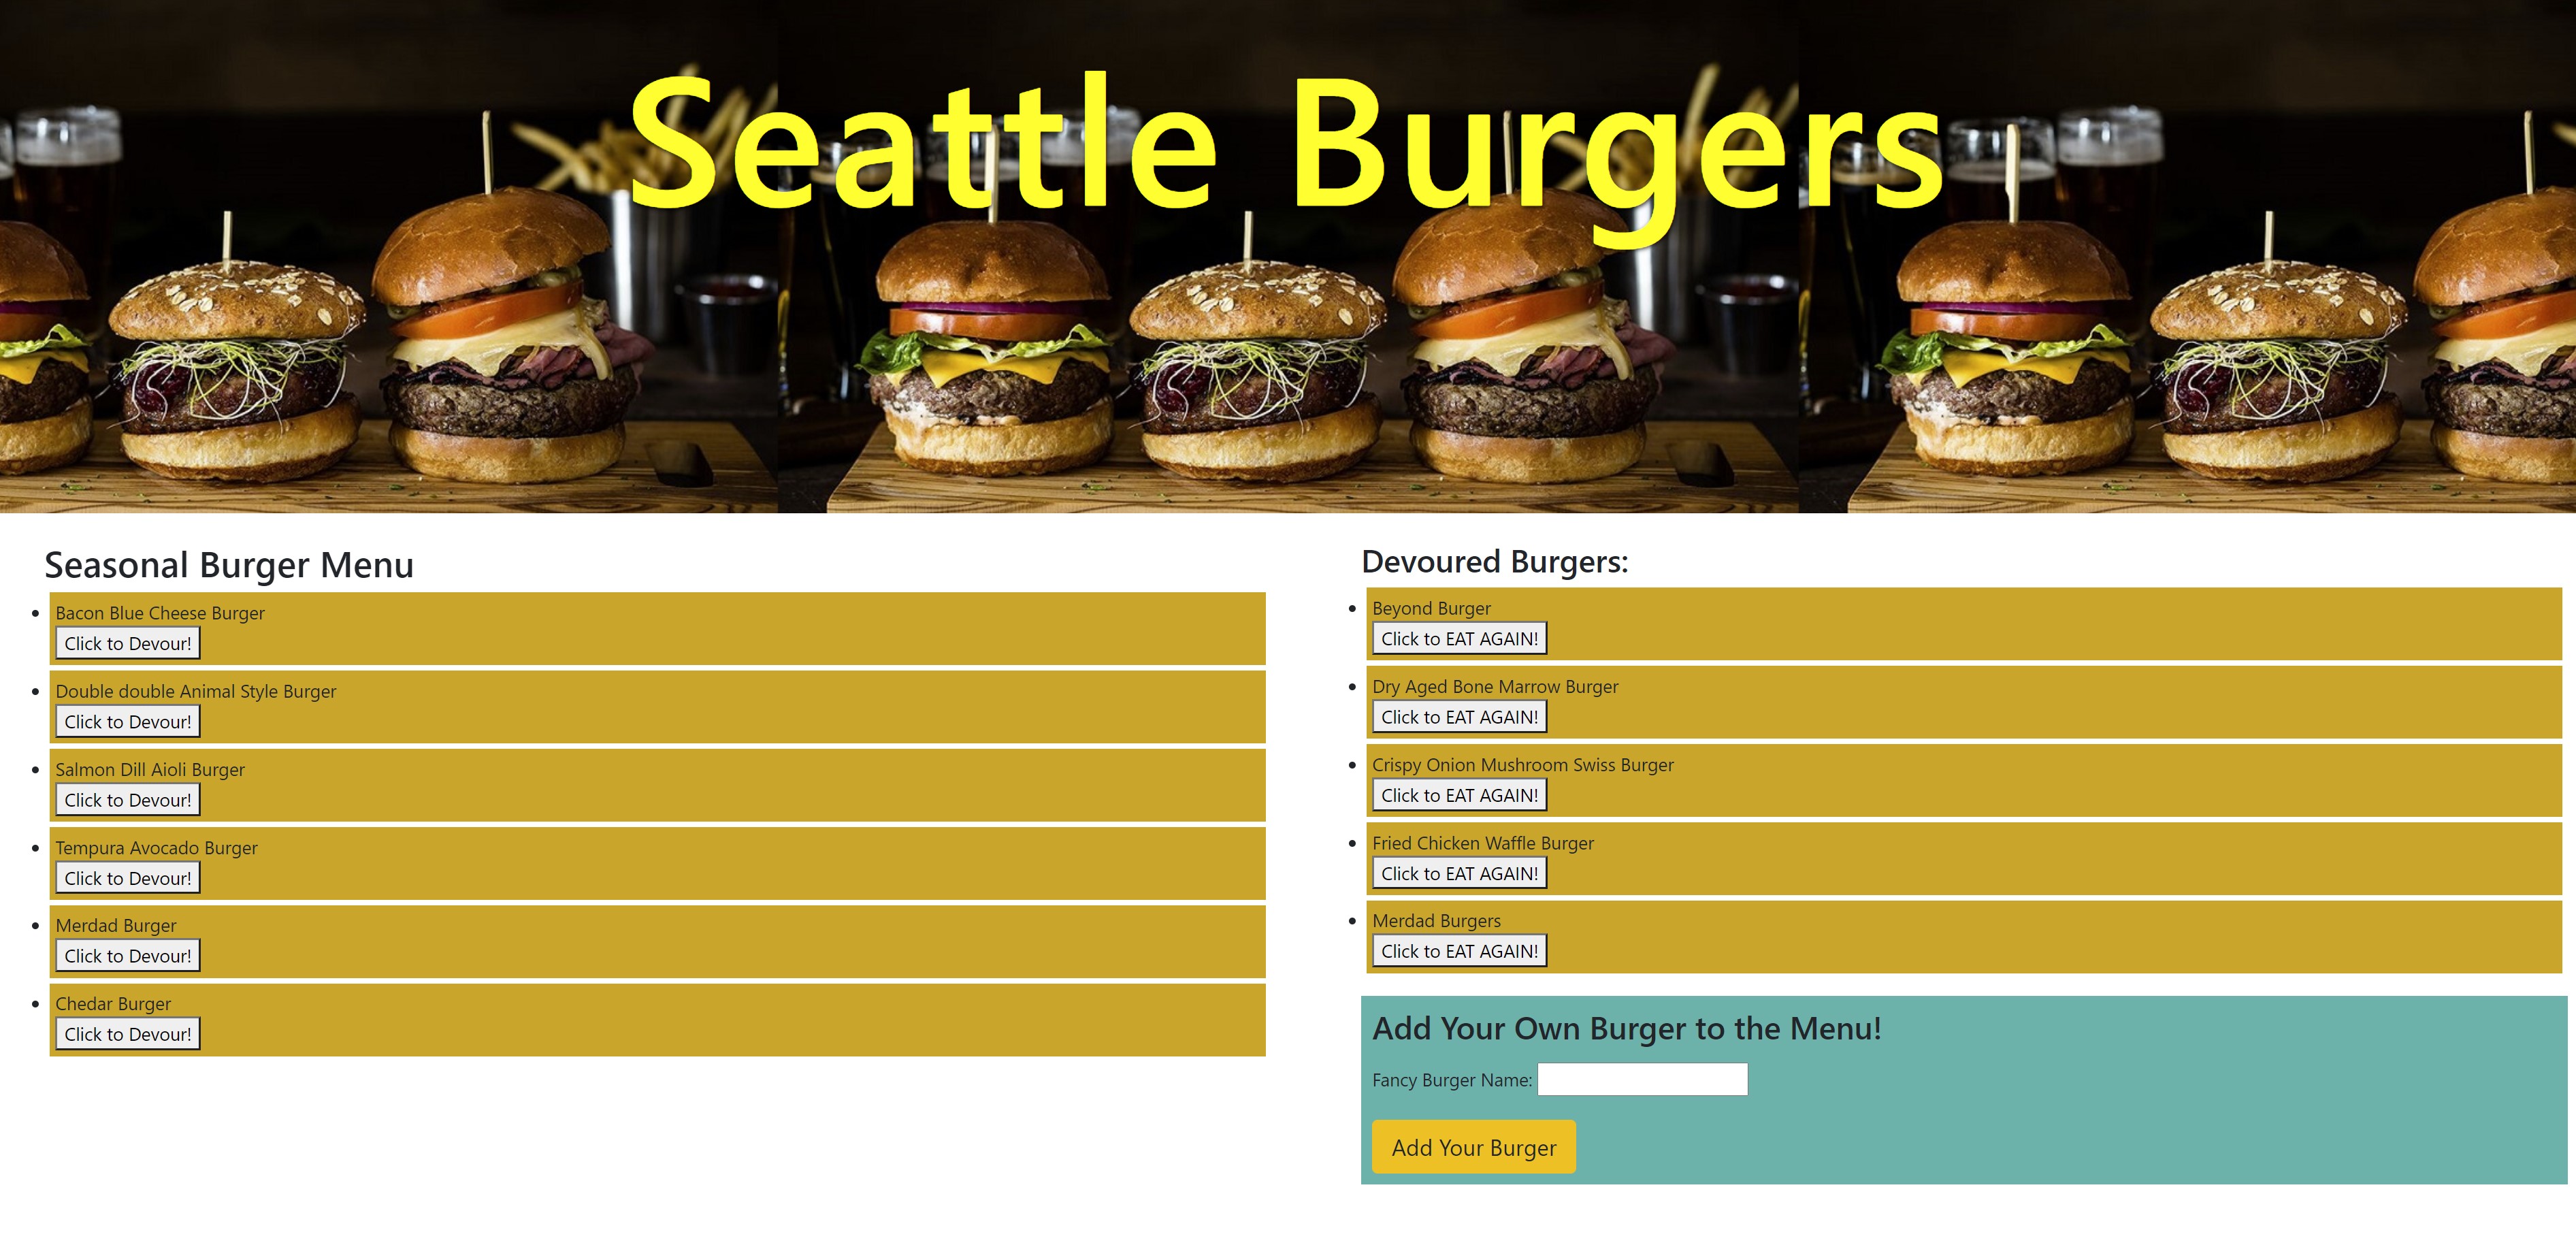 Seattle Burgers
Seasonal Burger Menu
Bacon Blue Cheese Burger
Click to Devour!
Double double Animal Style Burger
Click to Devour!
Salmon Dill Aioli Burger
Click to Devour!
Tempura Avocado Burger
Click to Devour!
Merdad Burger
Click to Devour!
Chedar Burger
Click to Devour!
Devoured Burgers:
Beyond Burger
Click to EAT AGAIN!
Dry Aged Bone Marrow Burger
Click to EAT AGAIN!
Crispy Onion Mushroom Swiss Burger
Click to EAT AGAIN!
Fried Chicken Waffle Burger
Click to EAT AGAIN!
Merdad Burgers
Click to EAT AGAIN!
Add Your Own Burger to the Menu!
Fancy Burger Name:
Add Your Burger